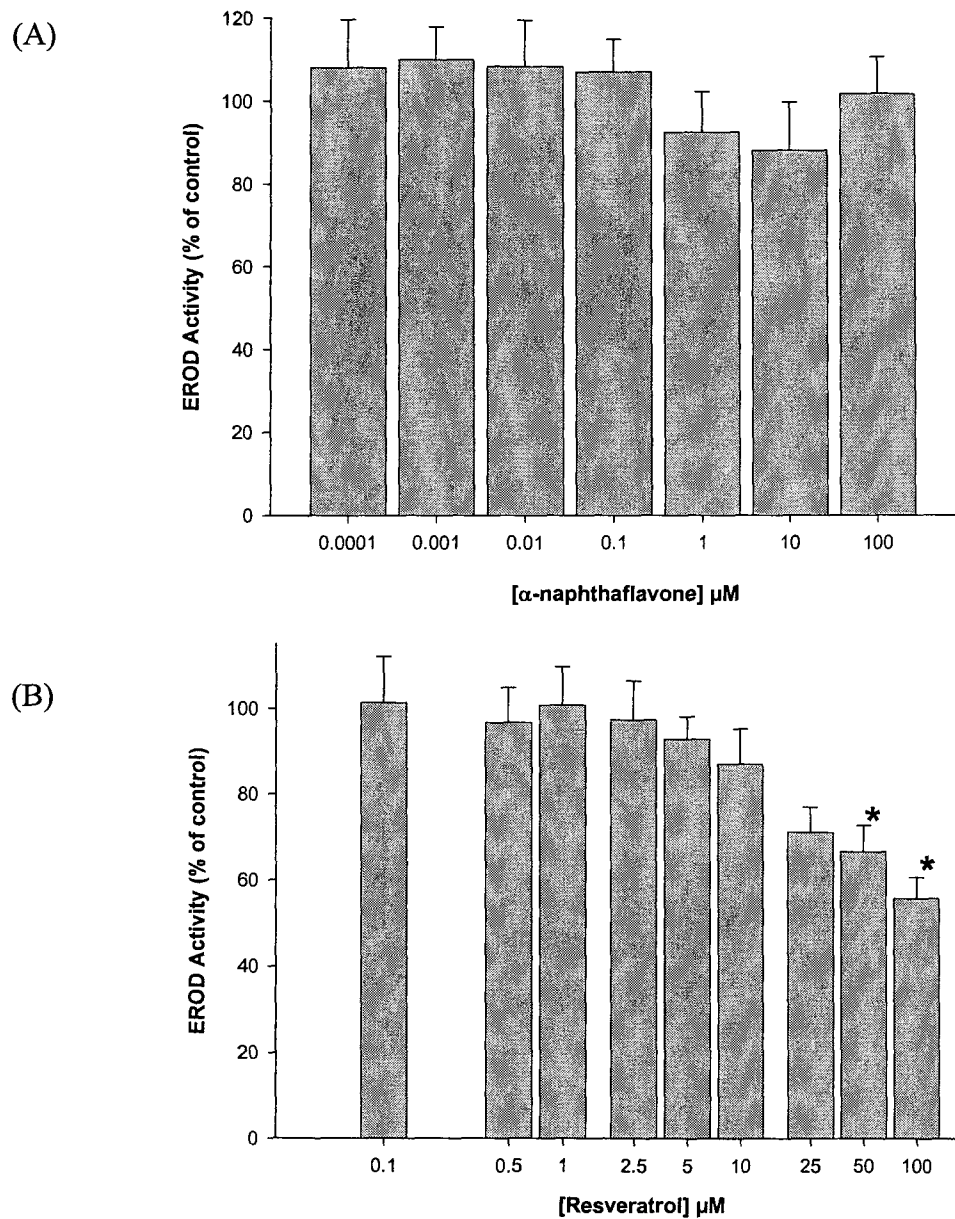 (A)
EROD Activity (% of control)
120
100
80
60
40
20
0
0.0001 0.001 0.01 0.1 1 10 100
[α-naphthaflavone] µM
(B)
EROD Activity (% of control)
100
80
60
40
20
0
* *
0.1 0.5 1 2.5 5 10 25 50 100
[Resveratrol] µM